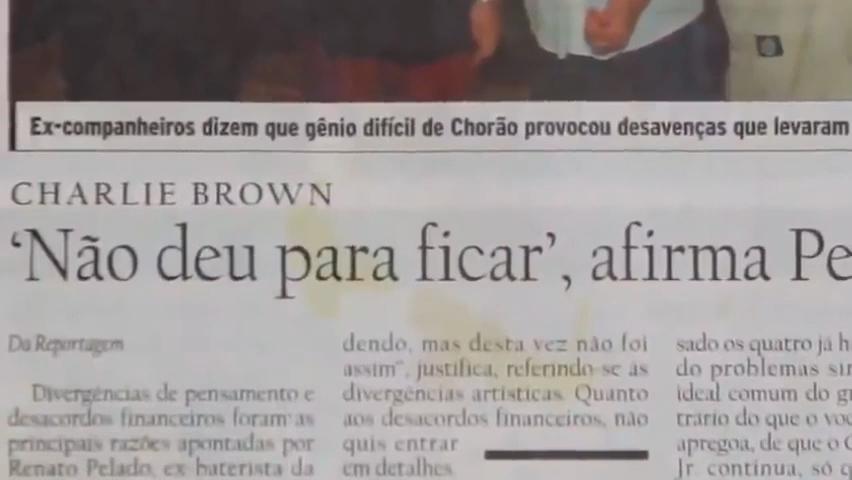 Ex-companheiros dizem que gênio difícil de Chorão provocou desavenças que levaram
CHARLIE BROWN
‘Não deu para ficar’, afirma Pe
Da Reportagem
Divergências de pensamento e
desacordos financeiros foram as
principais razões apontadas por
Renato Pelado, ex-baterista da
dendo, mas desta vez não foi
assim”, justifica, referindo-se às
divergências artísticas. Quanto
aos desacordos financeiros, não
quis entrar
em detalhes.
sado os quatro já h
do problemas sin
ideal comum do gr
trário do que o voc
apregoa, de que o C
Jr. continua, só q